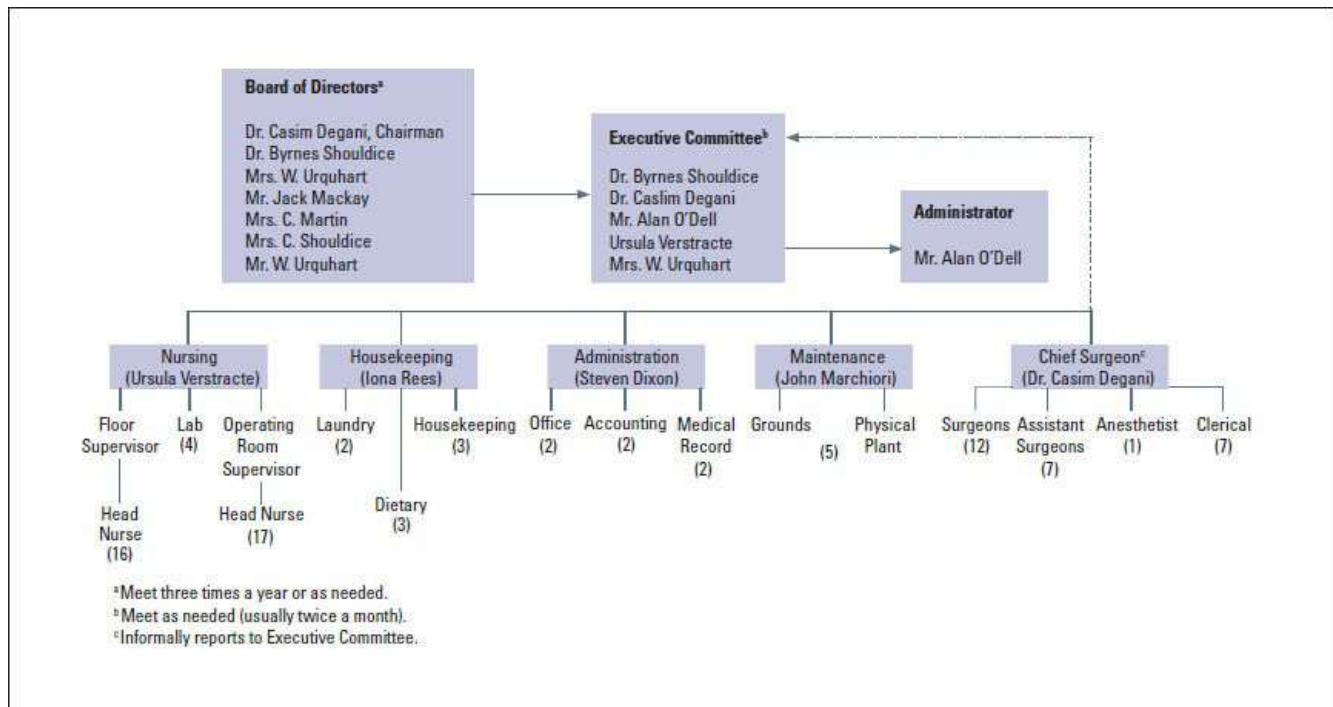 Board of Directorsᵃ
Dr. Casim Degani, Chairman
Dr. Byrnes Shouldice
Mrs. W. Urquhart
Mr. Jack Mackay
Mrs. C. Martin
Mrs. C. Shouldice
Mr. W. Urquhart
Executive Committeeᵇ
Dr. Byrnes Shouldice
Dr. Caslim Degani
Mr. Alan O'Dell
Ursula Verstracte
Mrs. W. Urquhart
Administrator
Mr. Alan O'Dell
Nursing
(Ursula Verstracte)
Housekeeping
(Iona Rees)
Administration
(Steven Dixon)
Maintenance
(John Marchiori)
Chief Surgeonᶜ
(Dr. Casim Degani)
Floor
Supervisor
Lab
(4)
Operating
Room
Supervisor
Laundry
(2)
Housekeeping
(3)
Office
(2)
Accounting
(2)
Medical
Record
(2)
Grounds
(5)
Physical
Plant
Surgeons
(12)
Assistant
Surgeons
(7)
Anesthetist
(1)
Clerical
(7)
Head
Nurse
(16)
Head Nurse
(17)
Dietary
(3)
ᵃMeet three times a year or as needed.
ᵇMeet as needed (usually twice a month).
ᶜInformally reports to Executive Committee.